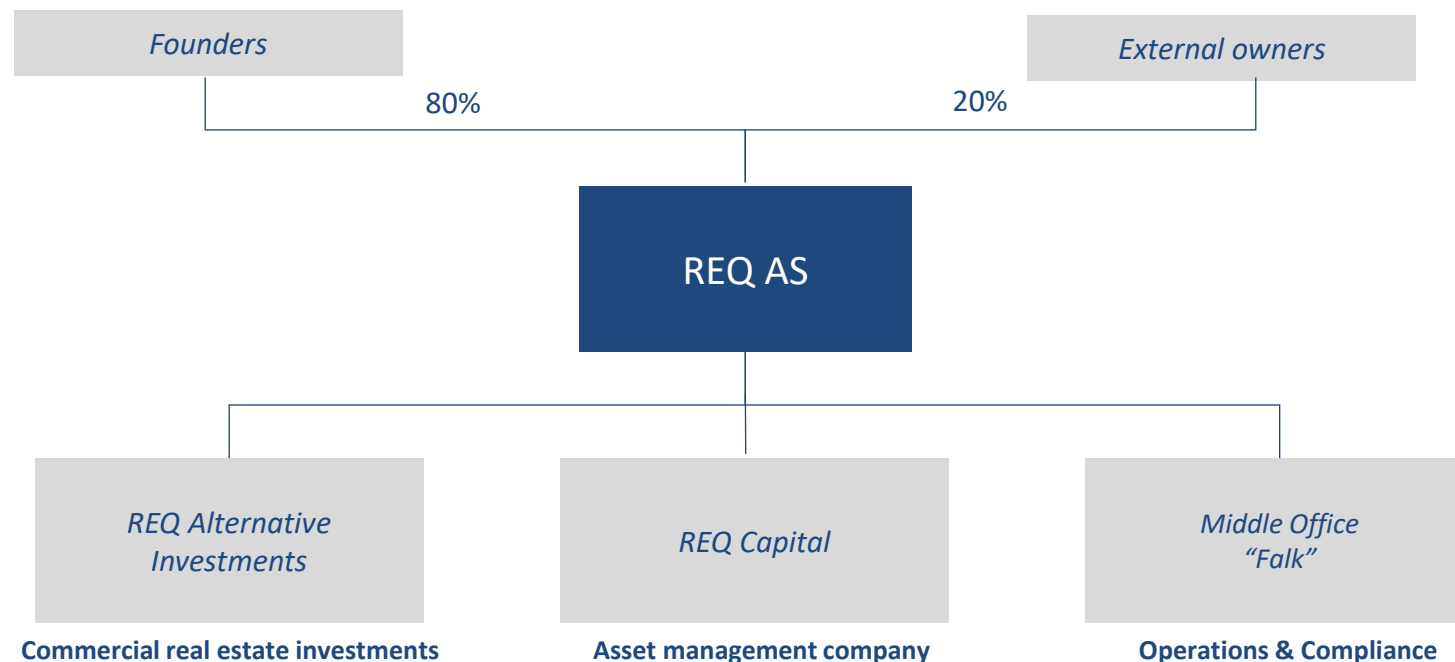 Founders
External owners
80%
20%
REQ AS
REQ Alternative
Investments
REQ Capital
Middle Office
“Falk”
Commercial real estate investments
Asset management company
Operations & Compliance